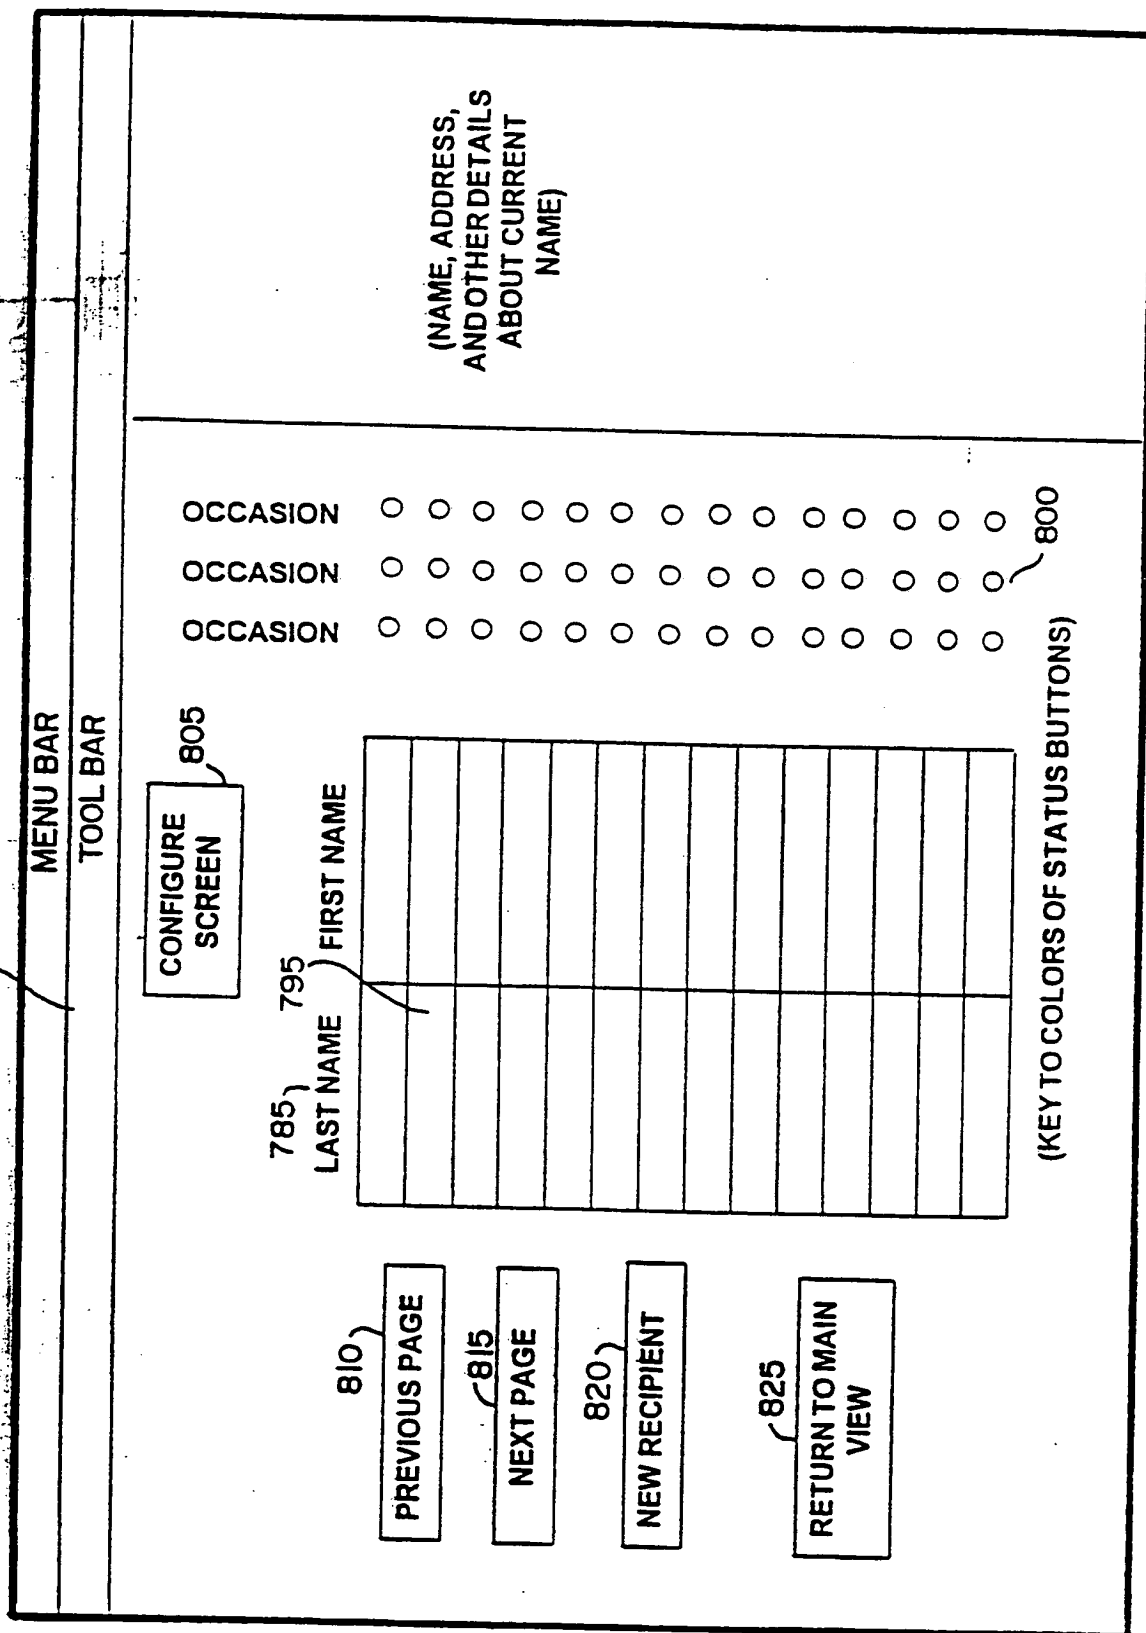 MENU BAR
TOOL BAR
CONFIGURE
SCREEN
805
785
LAST NAME
795
FIRST NAME
OCCASION
OCCASION
OCCASION
(NAME, ADDRESS,
AND OTHER DETAILS
ABOUT CURRENT
NAME)
810
PREVIOUS PAGE
815
NEXT PAGE
820
NEW RECIPIENT
825
RETURN TO MAIN
VIEW
800
(KEY TO COLORS OF STATUS BUTTONS)